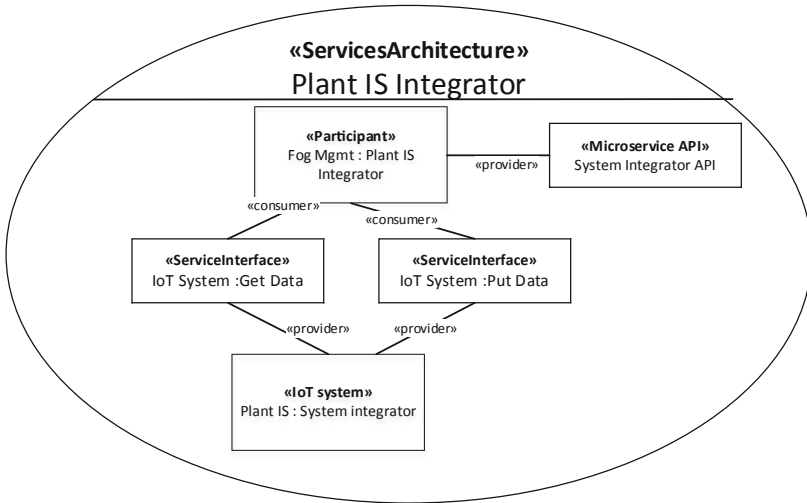 «ServicesArchitecture»
Plant IS Integrator
«Participant»
Fog Mgmt : Plant IS
Integrator
«provider»
«Microservice API»
System Integrator API
«consumer»
«consumer»
«ServiceInterface»
IoT System :Get Data
«ServiceInterface»
IoT System :Put Data
«provider»
«provider»
«IoT system»
Plant IS : System integrator